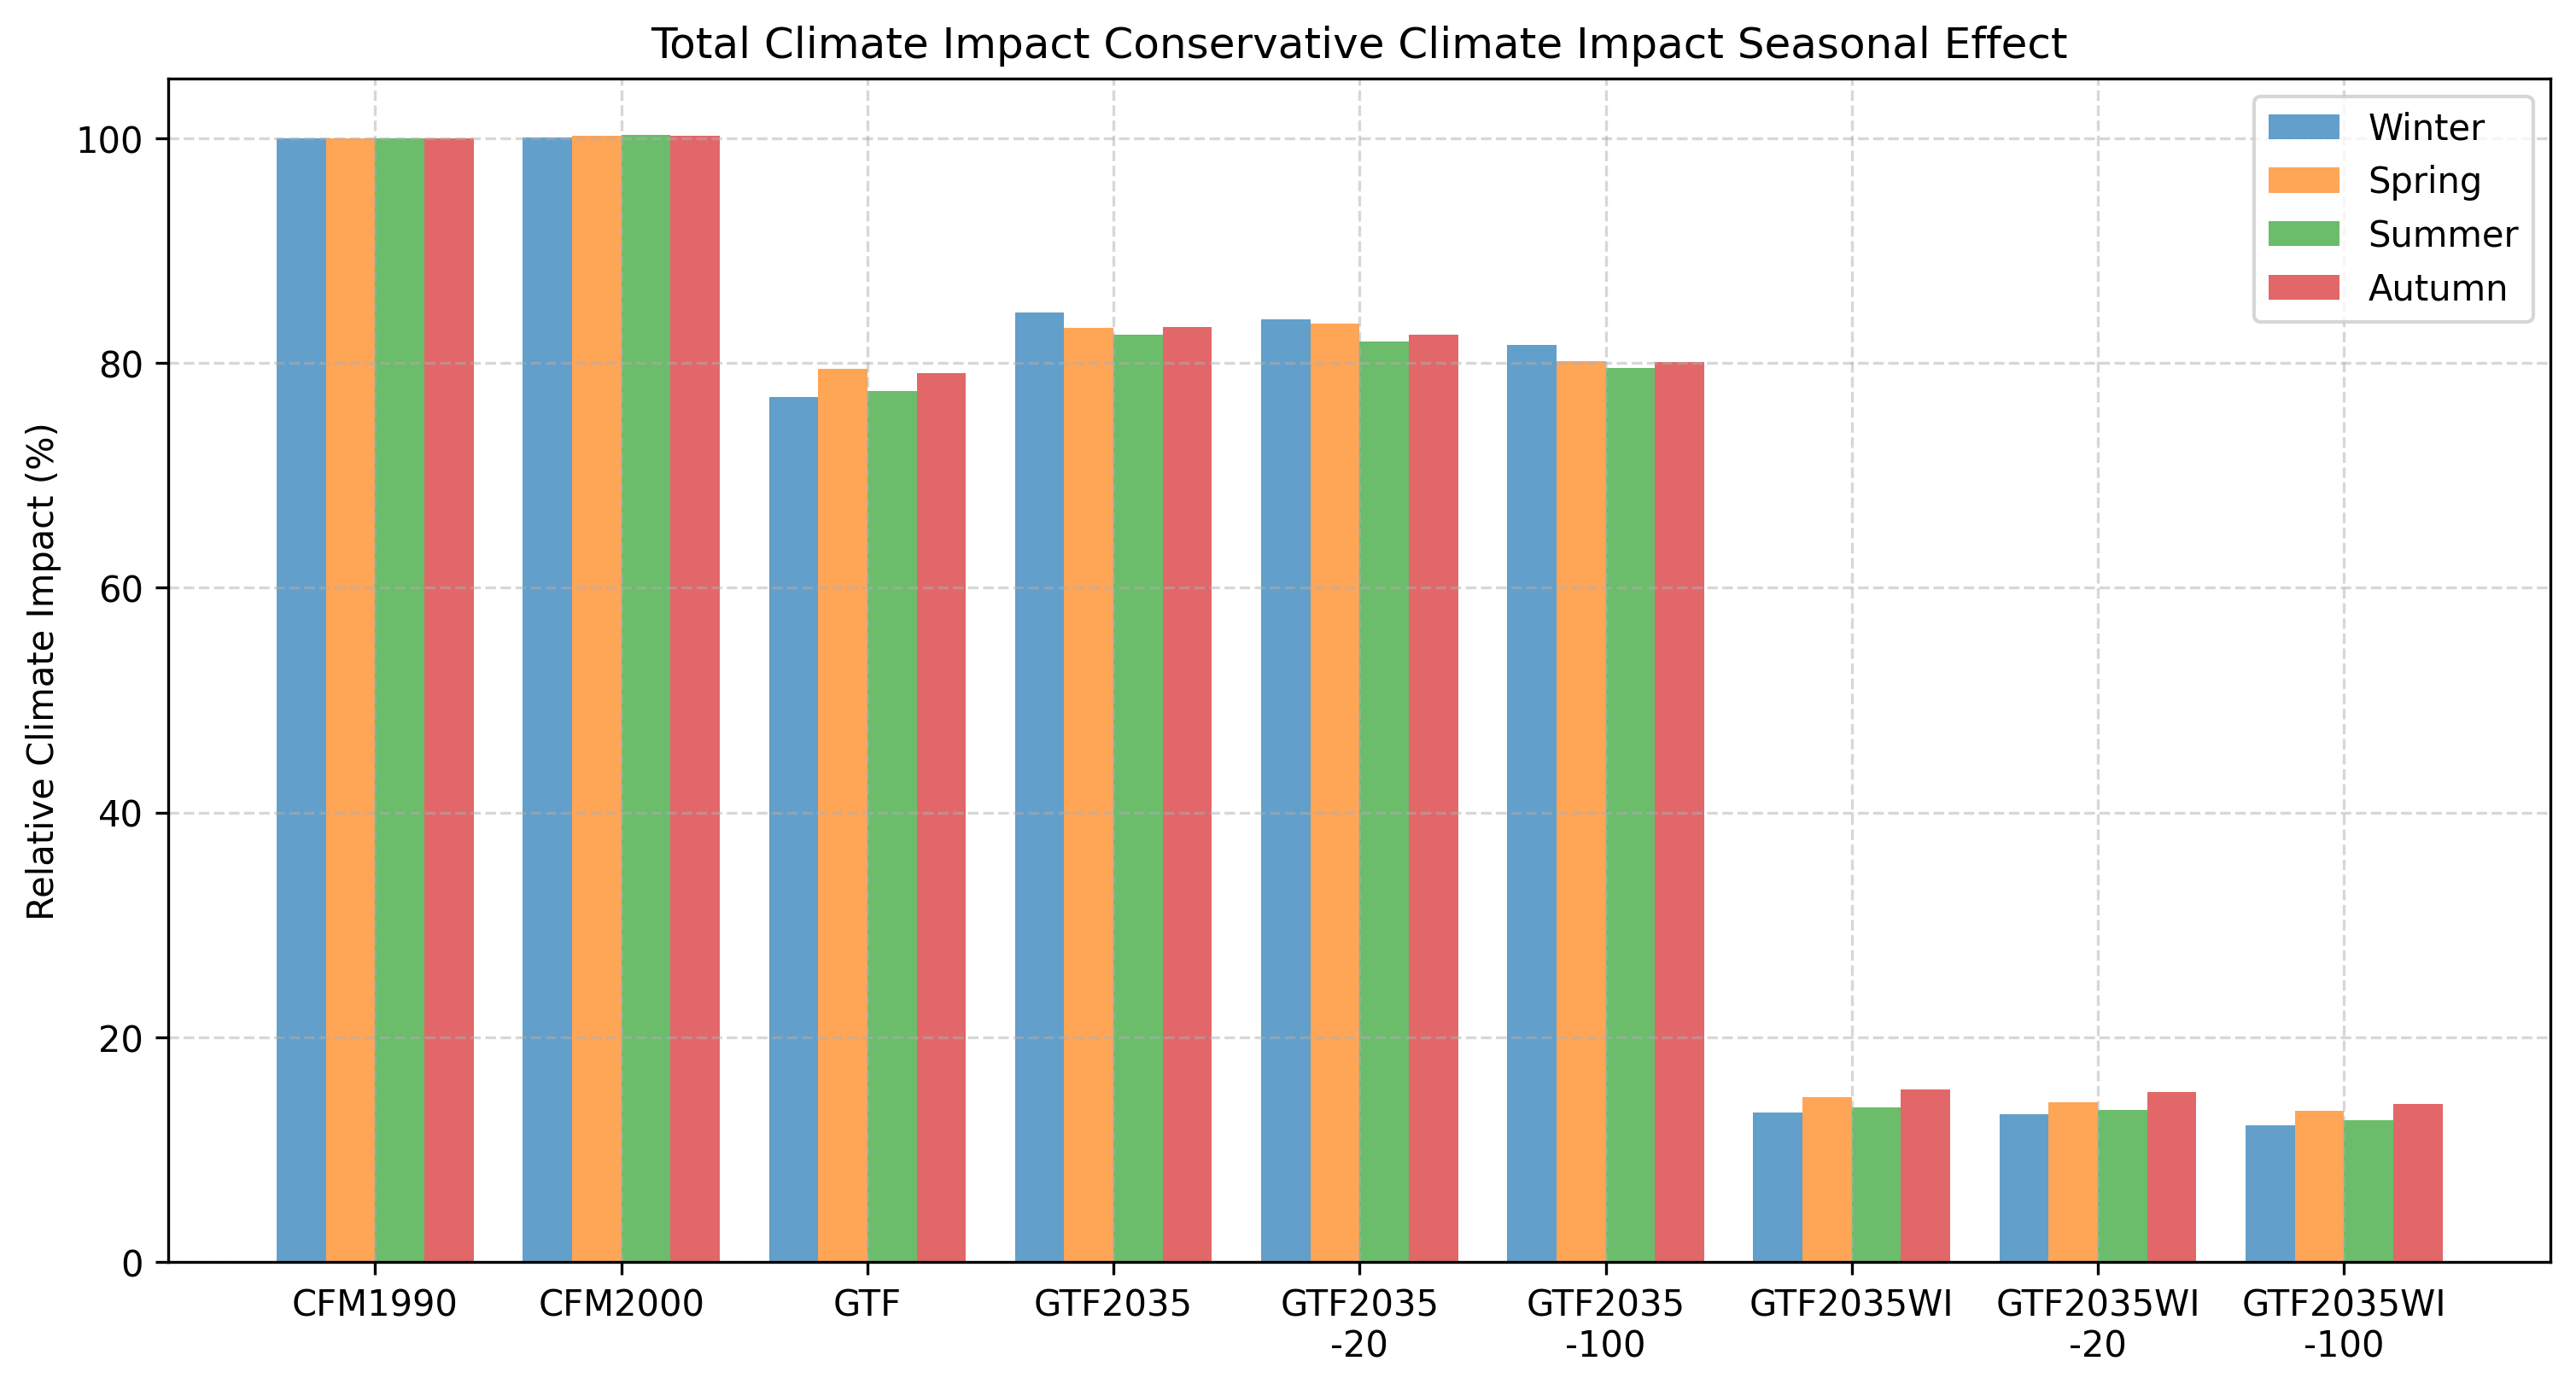 Total Climate Impact Conservative Climate Impact Seasonal Effect
Relative Climate Impact (%)
100
80
60
40
20
0
Winter
Spring
Summer
Autumn
CFM1990
CFM2000
GTF
GTF2035
GTF2035
-20
GTF2035
-100
GTF2035WI
GTF2035WI
-20
GTF2035WI
-100